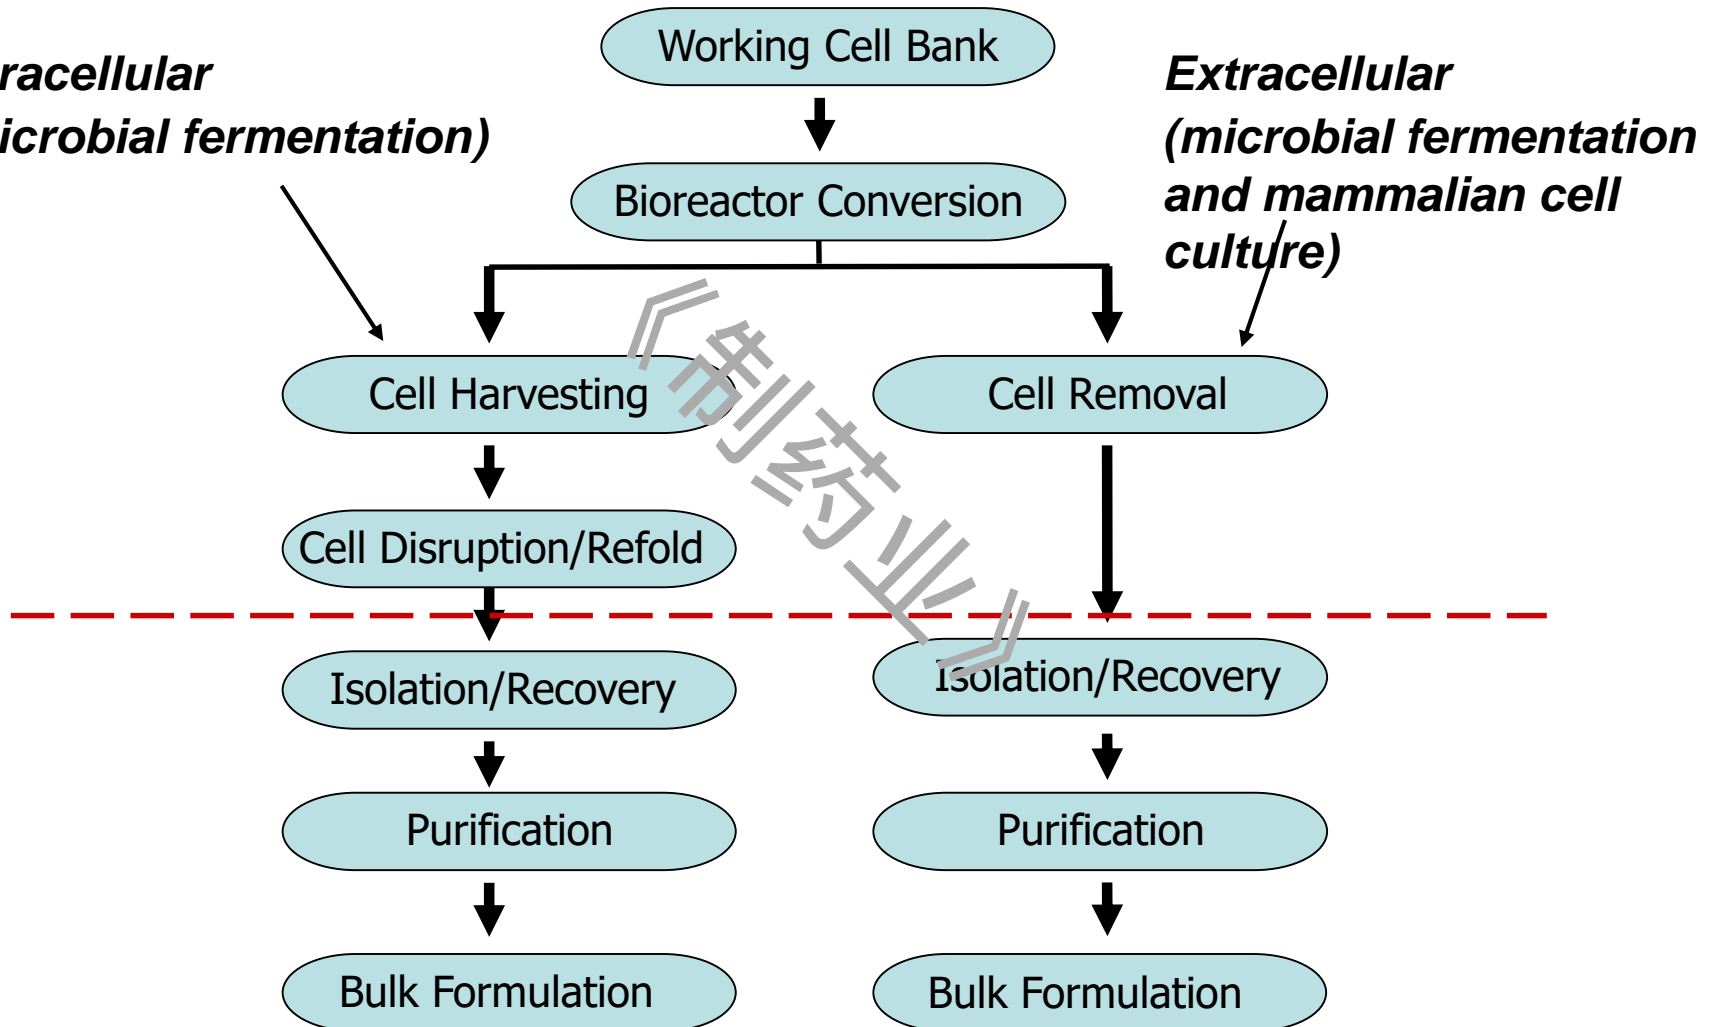 Working Cell Bank
racellular
icrobial fermentation)
Extracellular
(microbial fermentation
and mammalian cell
culture)
Bioreactor Conversion
Cell Harvesting
Cell Removal
Cell Disruption/Refold
Isolation/Recovery
Isolation/Recovery
Purification
Purification
Bulk Formulation
Bulk Formulation
《制药业》